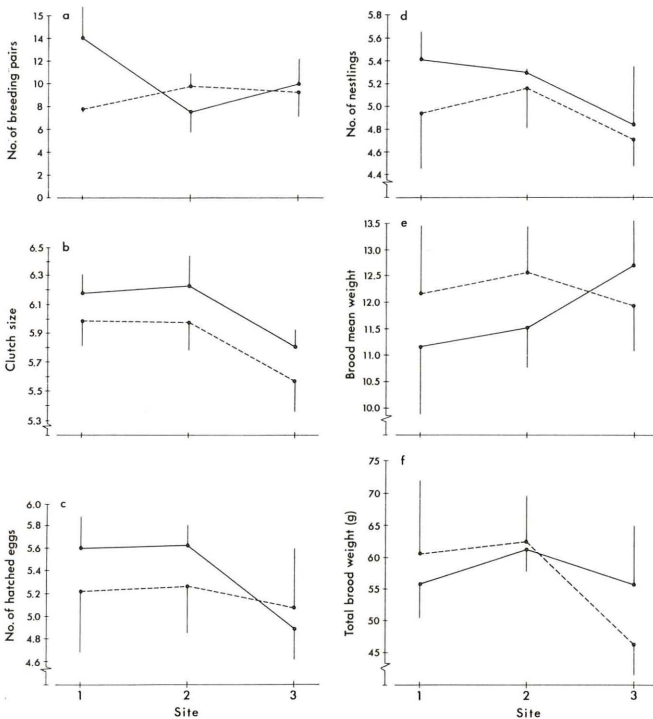 a
No. of breeding pairs
15
14
12
10
8
6
4
2
0
b
Clutch size
6.5
6.3
6.1
5.9
5.7
5.5
5.3
c
No. of hatched eggs
6.0
5.8
5.6
5.4
5.2
5.0
4.8
4.6
1 2 3
Site
d
No. of nestlings
5.8
5.6
5.4
5.2
5.0
4.8
4.6
4.4
e
Brood mean weight
13.5
13.0
12.5
12.0
11.5
11.0
10.5
10.0
f
Total brood weight (g)
75
70
65
60
55
50
45
1 2 3
Site